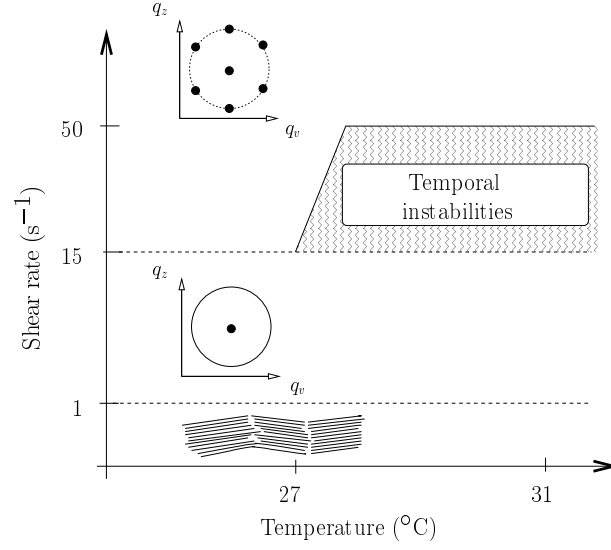 q_z
q_v
50
Temporal
instabilities
15
q_z
q_v
1
27
31
Temperature (°C)
Shear rate (s⁻¹)